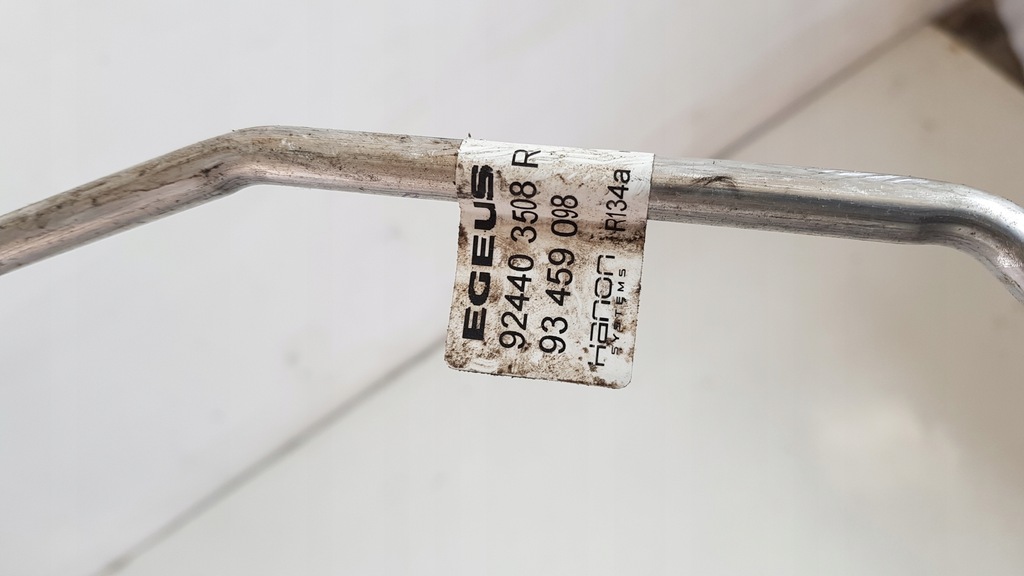 EGEUS
92440 3508 R
93 459 098
Hanon R134a
SYSTEMS